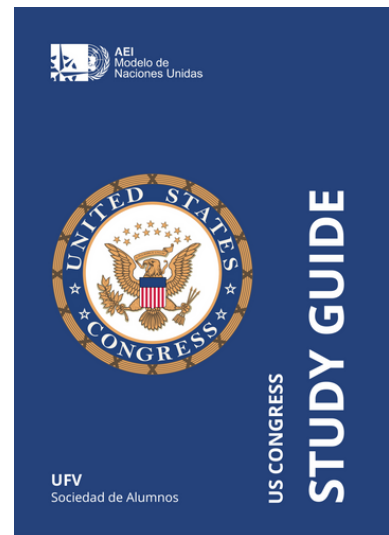 AEI
Modelo de
Naciones Unidas
UNITED STATES
CONGRESS
US CONGRESS
STUDY GUIDE
UFV
Sociedad de Alumnos